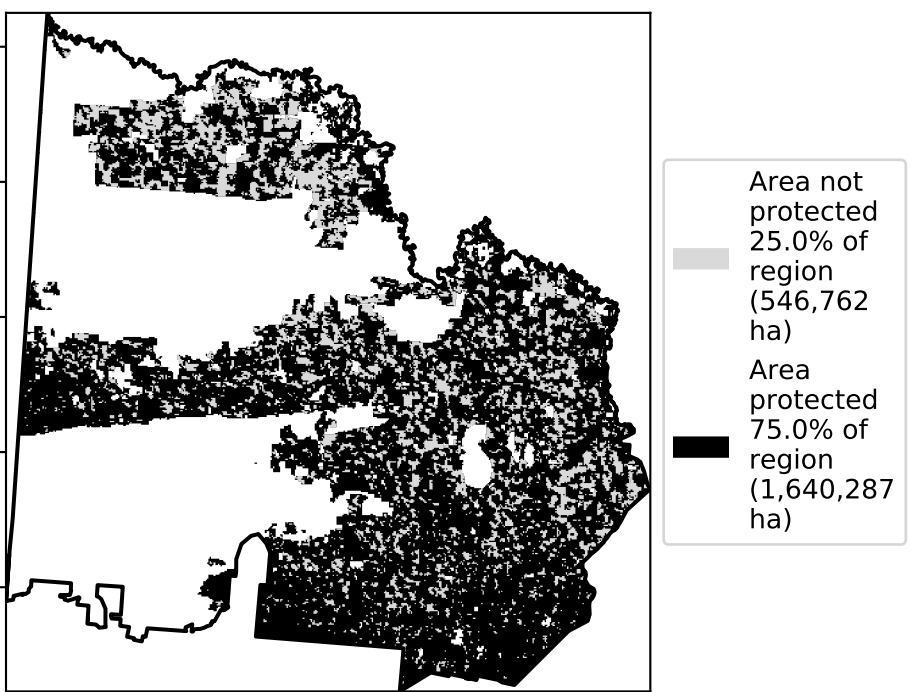 Area not
protected
25.0% of
region
(546,762
ha)
Area
protected
75.0% of
region
(1,640,287
ha)